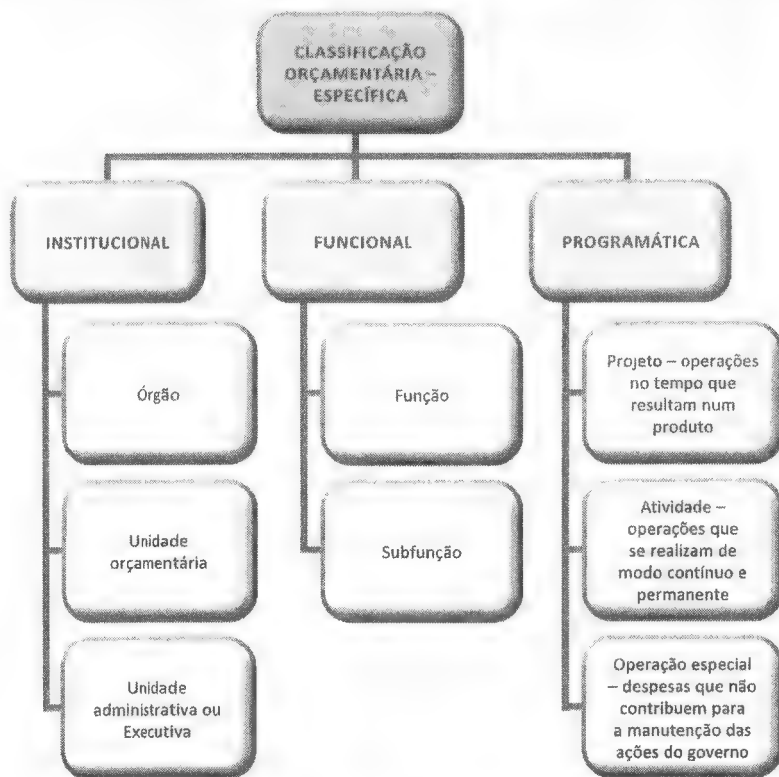 CLASSIFICAÇÃO
ORÇAMENTÁRIA –
ESPECÍFICA
INSTITUCIONAL
Órgão
Unidade
orçamentária
Unidade
administrativa ou
Executiva
FUNCIONAL
Função
Subfunção
PROGRAMÁTICA
Projeto – operações
no tempo que
resultam num
produto
Atividade –
operações que
se realizam de
modo contínuo e
permanente
Operação especial
– despesas que não
contribuem para
a manutenção das
ações do governo